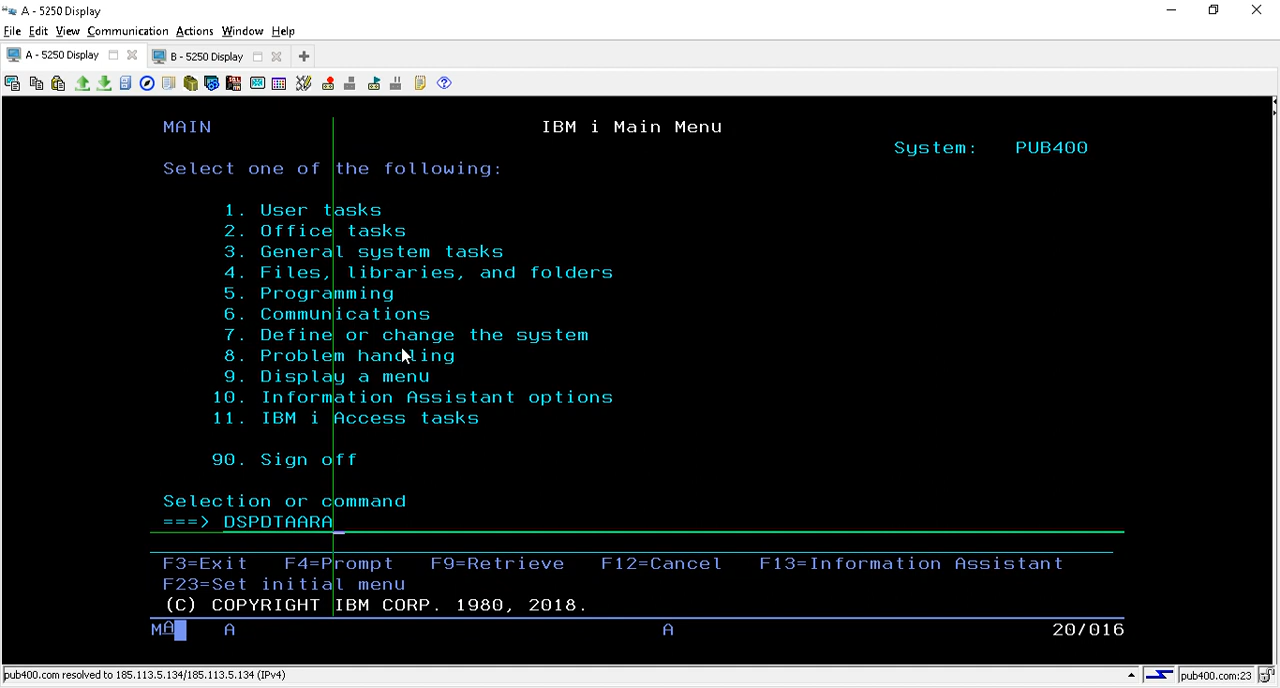 A - 5250 Display
File Edit View Communication Actions Window Help
A - 5250 Display B - 5250 Display
MAIN IBM i Main Menu
System: PUB400
Select one of the following:
1. User tasks
2. Office tasks
3. General system tasks
4. Files, libraries, and folders
5. Programming
6. Communications
7. Define or change the system
8. Problem handling
9. Display a menu
10. Information Assistant options
11. IBM i Access tasks
90. Sign off
Selection or command
===> DSPDTAARA
F3=Exit F4=Prompt F9=Retrieve F12=Cancel F13=Information Assistant
F23=Set initial menu
(C) COPYRIGHT IBM CORP. 1980, 2018.
MA A A 20/016
pub400.com resolved to 185.113.5.134/185.113.5.134 (IPv4) pub400.com:23